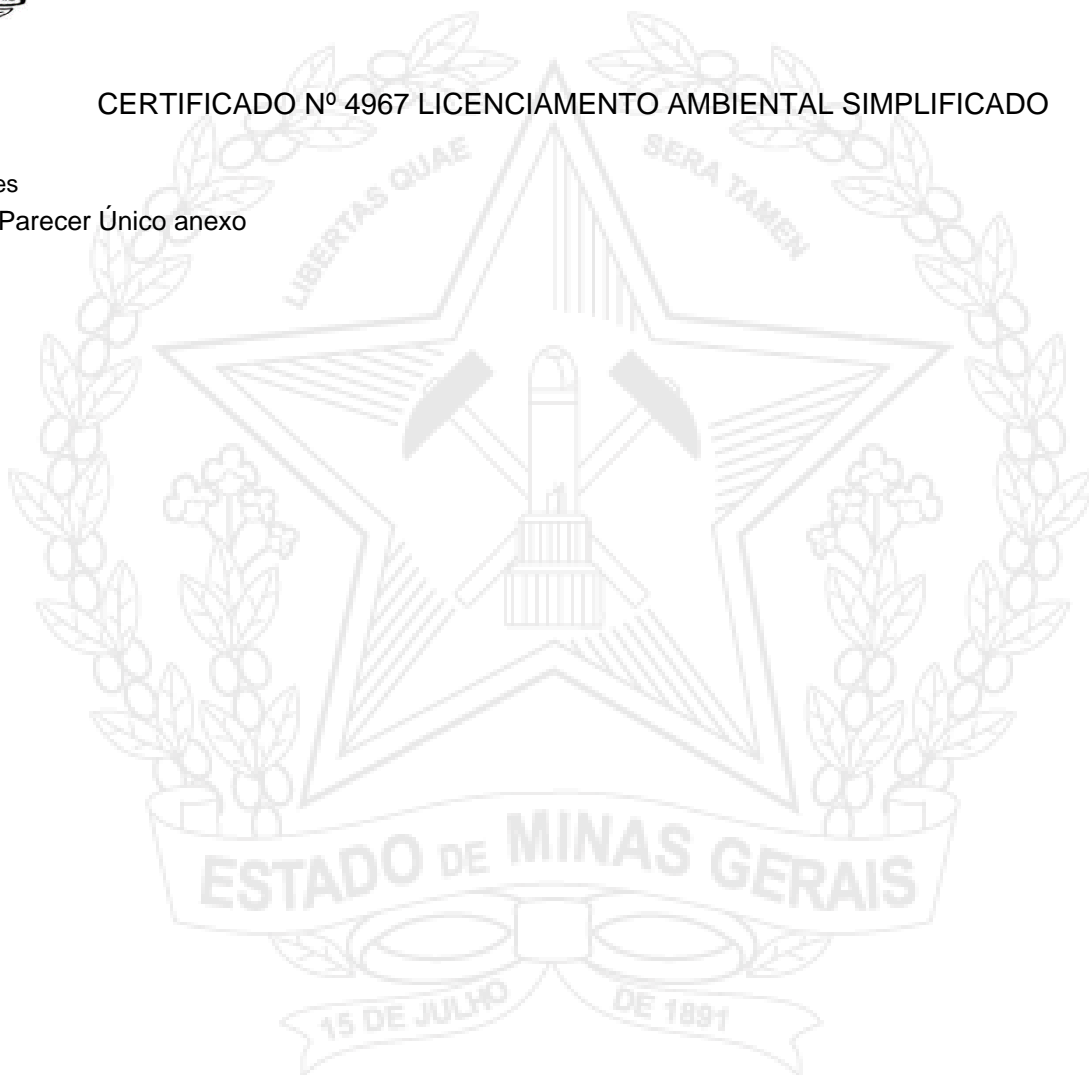 CERTIFICADO Nº 4967 LICENCIAMENTO AMBIENTAL SIMPLIFICADO
es
Parecer Único anexo
LIBERTAS QUAE SERA TAMEN
ESTADO DE MINAS GERAIS
15 DE JULHO DE 1891